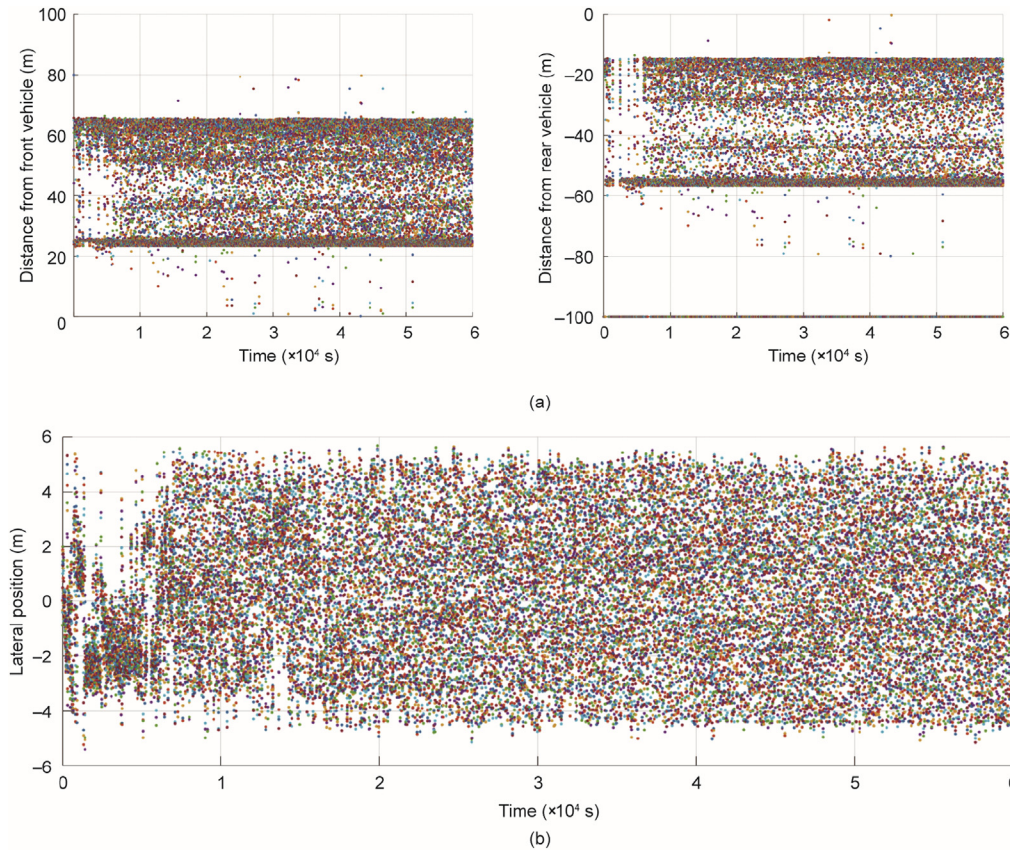 100
80
60
40
20
0
Distance from front vehicle (m)
1 2 3 4 5 6
Time (×10⁴ s)
0
–20
–40
–60
–80
–100
Distance from rear vehicle (m)
0 1 2 3 4 5 6
Time (×10⁴ s)
(a)
6
4
2
0
–2
–4
–6
Lateral position (m)
0 1 2 3 4 5 6
Time (×10⁴ s)
(b)